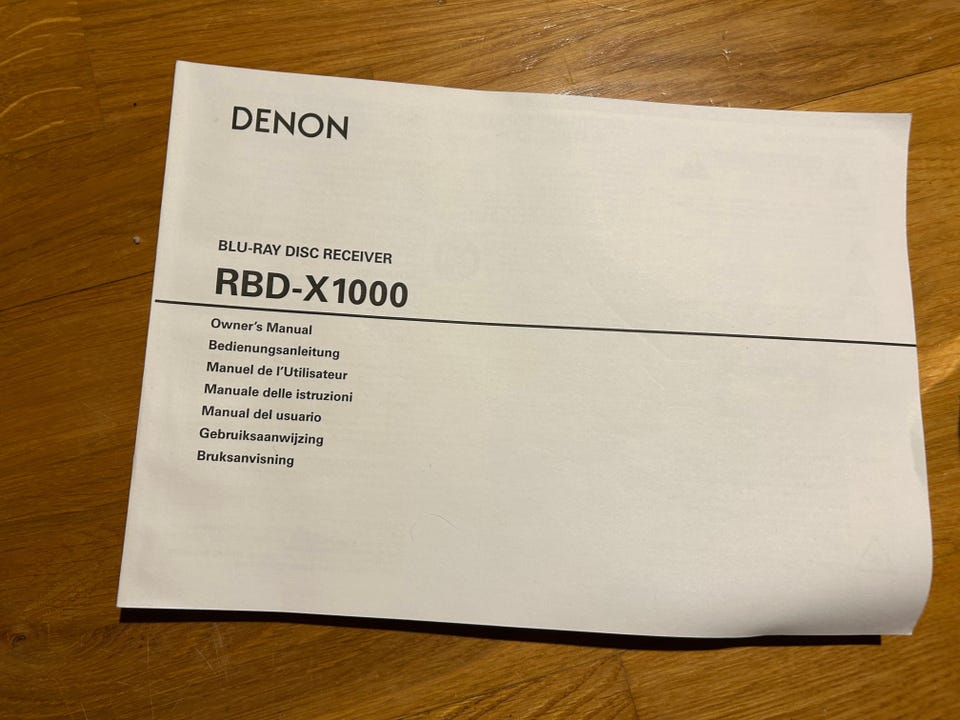 DENON
BLU-RAY DISC RECEIVER
RBD-X1000
Owner's Manual
Bedienungsanleitung
Manuel de l'Utilisateur
Manuale delle istruzioni
Manual del usuario
Gebruiksaanwijzing
Bruksanvisning